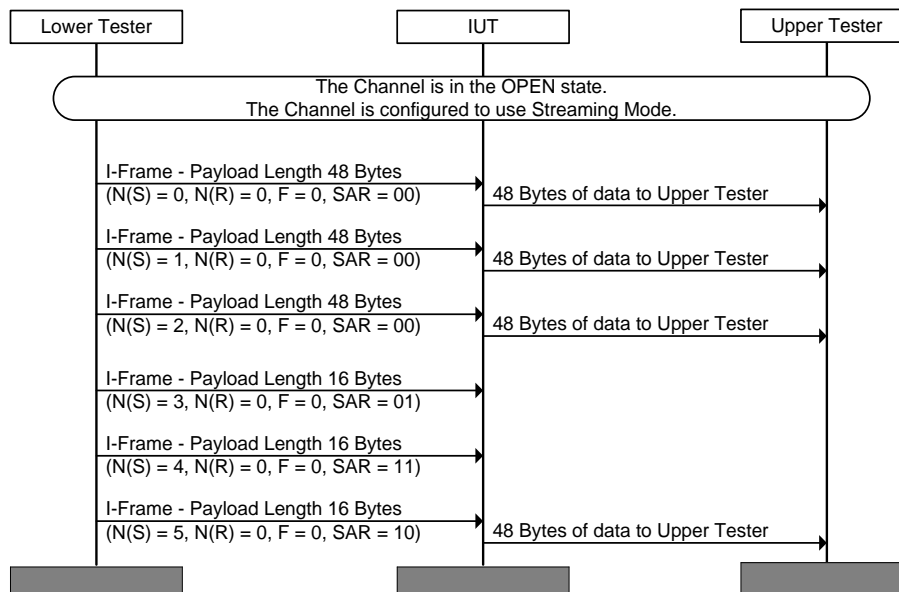 Lower Tester
IUT
Upper Tester
The Channel is in the OPEN state.
The Channel is configured to use Streaming Mode.
I-Frame - Payload Length 48 Bytes
(N(S) = 0, N(R) = 0, F = 0, SAR = 00)
48 Bytes of data to Upper Tester
I-Frame - Payload Length 48 Bytes
(N(S) = 1, N(R) = 0, F = 0, SAR = 00)
48 Bytes of data to Upper Tester
I-Frame - Payload Length 48 Bytes
(N(S) = 2, N(R) = 0, F = 0, SAR = 00)
48 Bytes of data to Upper Tester
I-Frame - Payload Length 16 Bytes
(N(S) = 3, N(R) = 0, F = 0, SAR = 01)
I-Frame - Payload Length 16 Bytes
(N(S) = 4, N(R) = 0, F = 0, SAR = 11)
I-Frame - Payload Length 16 Bytes
(N(S) = 5, N(R) = 0, F = 0, SAR = 10)
48 Bytes of data to Upper Tester